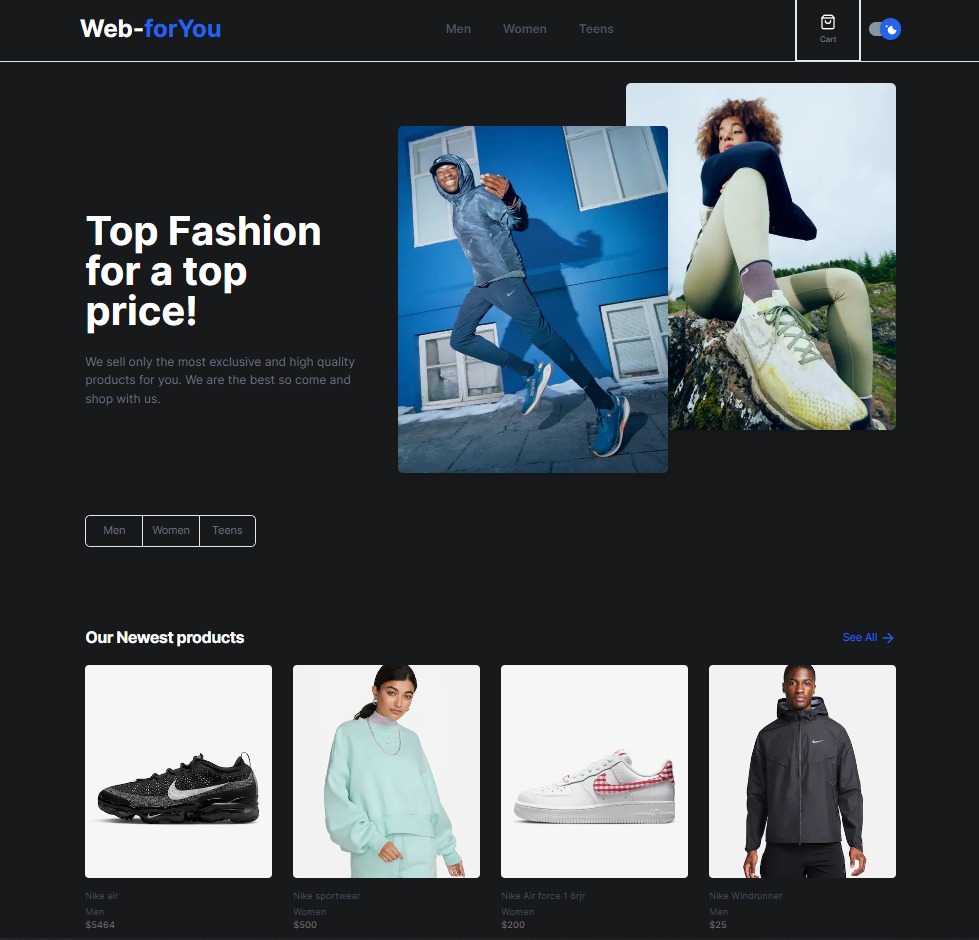 Web-forYou
Men
Women
Teens
Cart
Top Fashion
for a top
price!
We sell only the most exclusive and high quality
products for you. We are the best so come and
shop with us.
Men
Women
Teens
Our Newest products
See All
Nike air
Men
$5464
Nike sportwear
Women
$500
Nike Air force 1 8rjr
Women
$200
Nike Windrunner
Men
$25